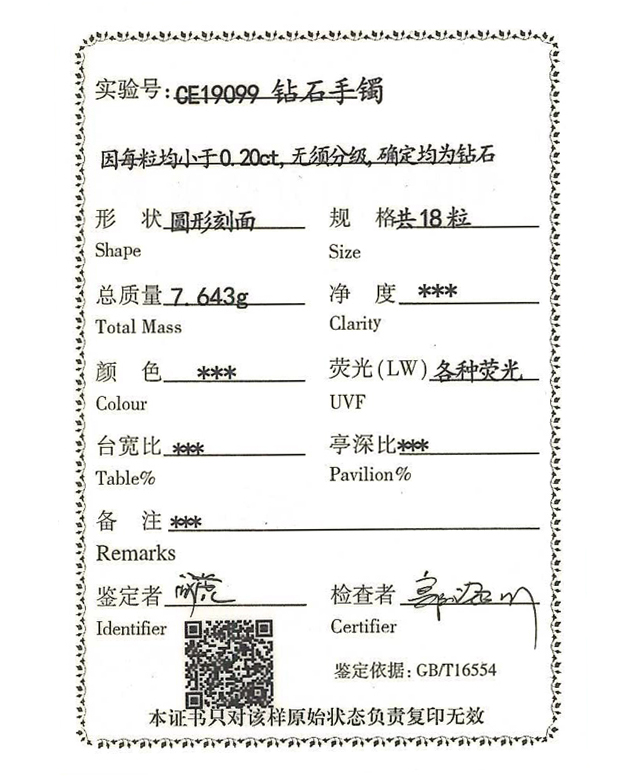 实验号:CE19099 钻石手镯
因每粒均小于0.20ct,无须分级,确定均为钻石
形 状 圆形刻面 规 格 共18粒
Shape Size
总质量 7.643g 净 度 ***
Total Mass Clarity
颜 色 *** 荧光(LW) 各种荧光
Colour UVF
台宽比 *** 亭深比 ***
Table% Pavilion%
备 注 ***
Remarks
鉴定者 检查者
Identifier Certifier
鉴定依据:GB/T16554
本证书只对该样原始状态负责复印无效